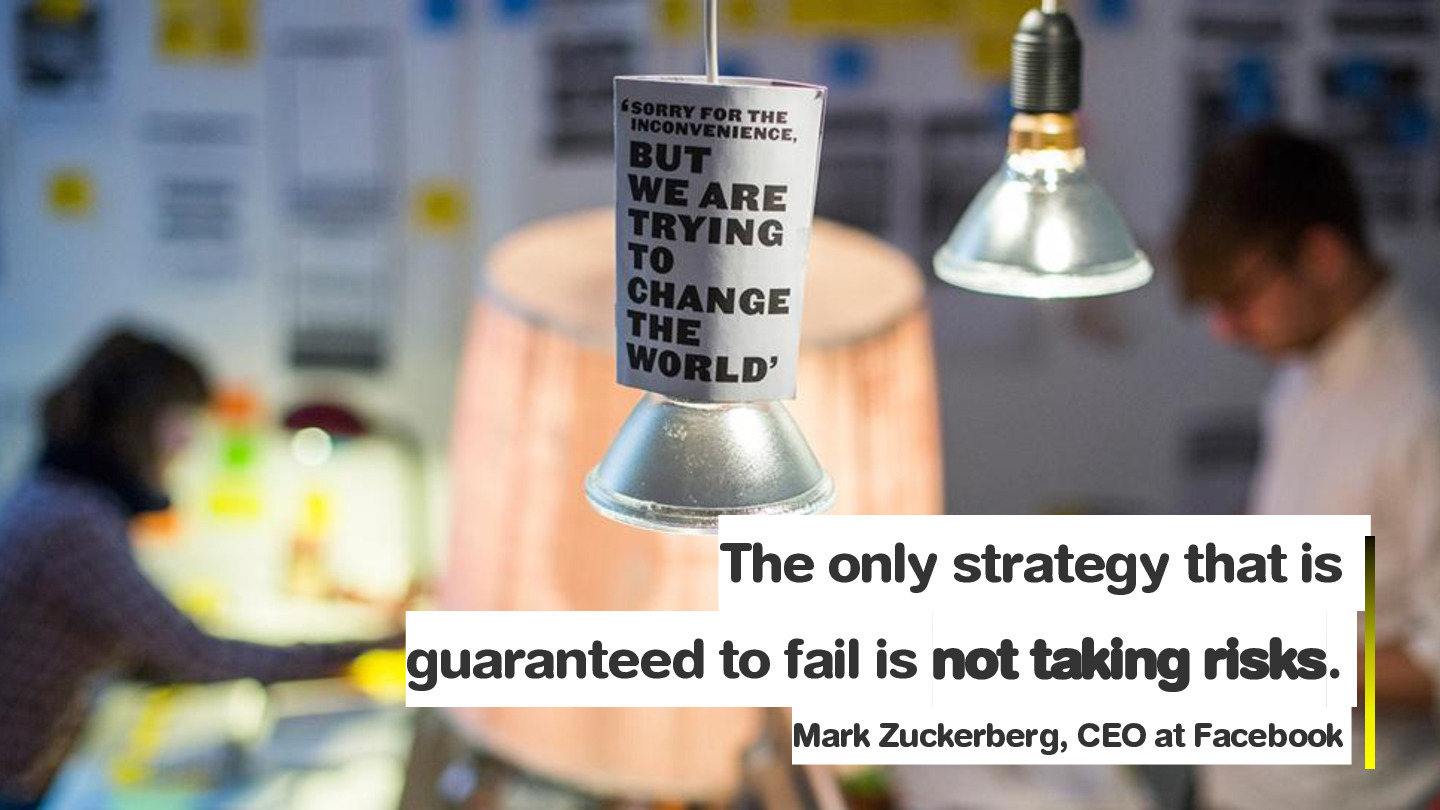 ‘SORRY FOR THE
INCONVENIENCE,
BUT
WE ARE
TRYING
TO
CHANGE
THE
WORLD’
The only strategy that is
guaranteed to fail is not taking risks.
Mark Zuckerberg, CEO at Facebook